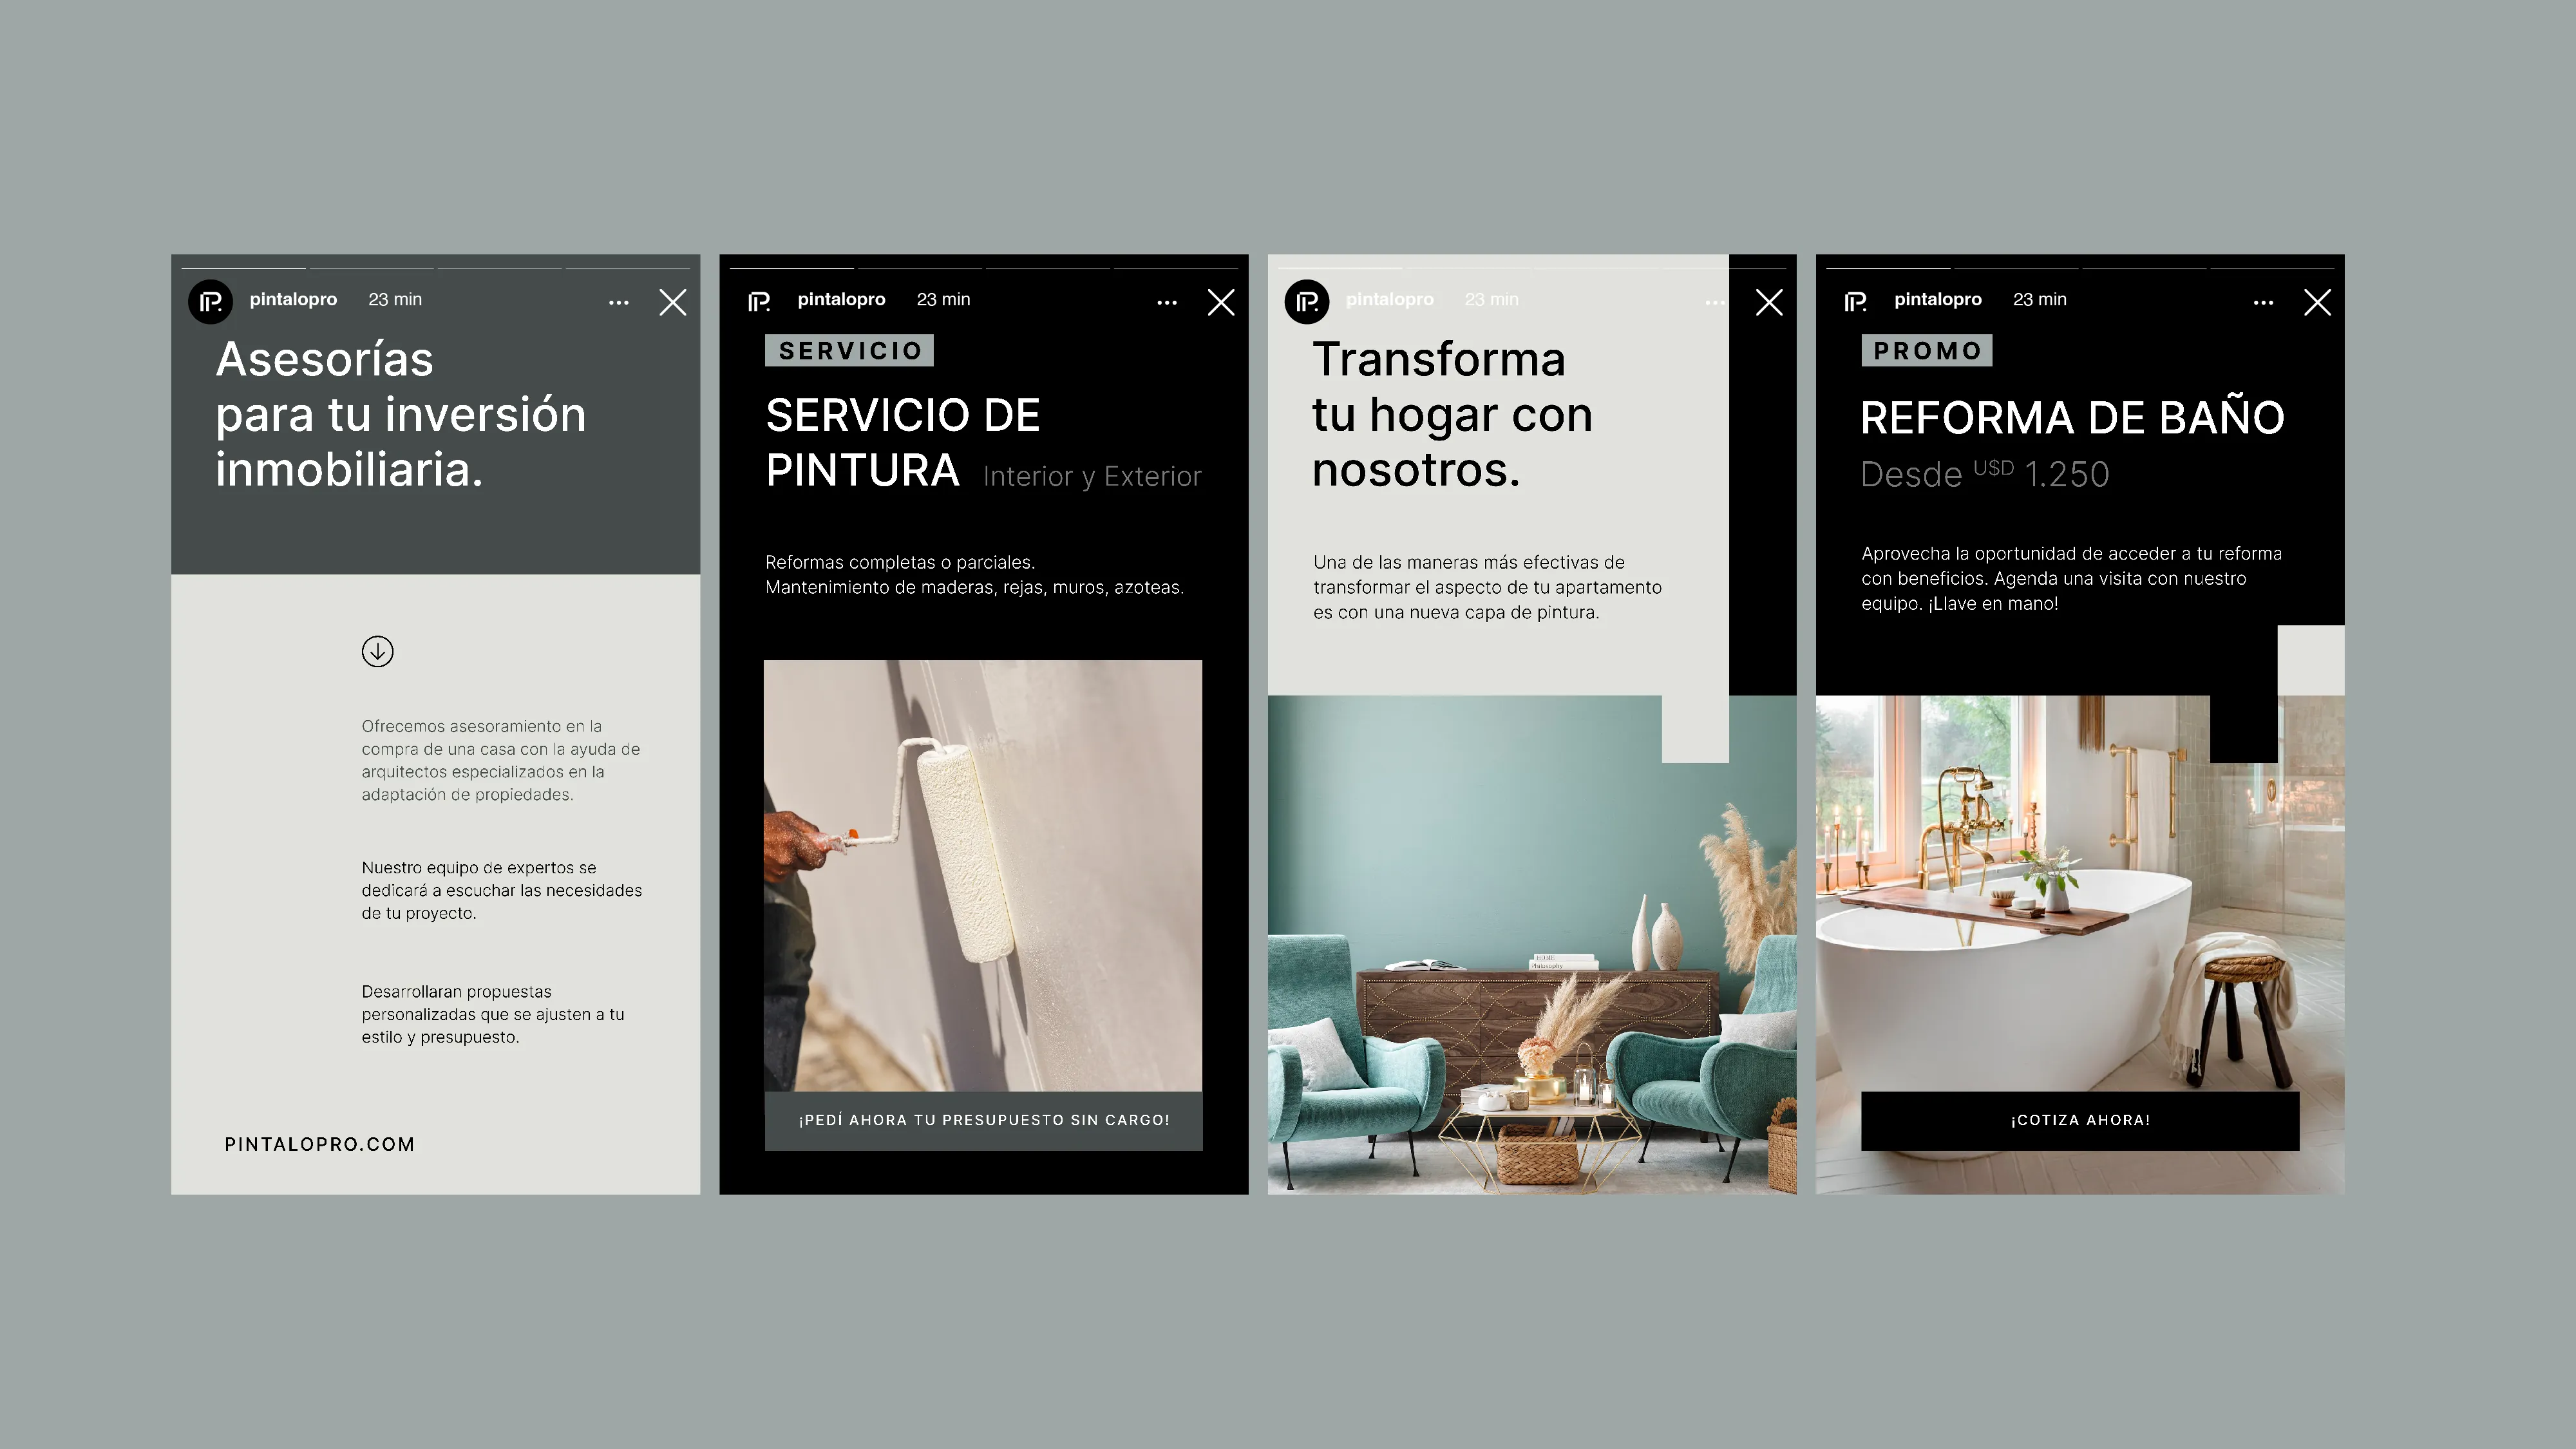 pintalopro 23 min
Asesorías
para tu inversión
inmobiliaria.
Ofrecemos asesoramiento en la
compra de una casa con la ayuda de
arquitectos especializados en la
adaptación de propiedades.
Nuestro equipo de expertos se
dedicará a escuchar las necesidades
de tu proyecto.
Desarrollaran propuestas
personalizadas que se ajusten a tu
estilo y presupuesto.
PINTALOPRO.COM
pintalopro 23 min
SERVICIO
SERVICIO DE
PINTURA Interior y Exterior
Reformas completas o parciales.
Mantenimiento de maderas, rejas, muros, azoteas.
¡PEDÍ AHORA TU PRESUPUESTO SIN CARGO!
pintalopro 23 min
Transforma
tu hogar con
nosotros.
Una de las maneras más efectivas de
transformar el aspecto de tu apartamento
es con una nueva capa de pintura.
Philosophy
pintalopro 23 min
PROMO
REFORMA DE BAÑO
Desde U$D 1.250
Aprovecha la oportunidad de acceder a tu reforma
con beneficios. Agenda una visita con nuestro
equipo. ¡Llave en mano!
¡COTIZA AHORA!